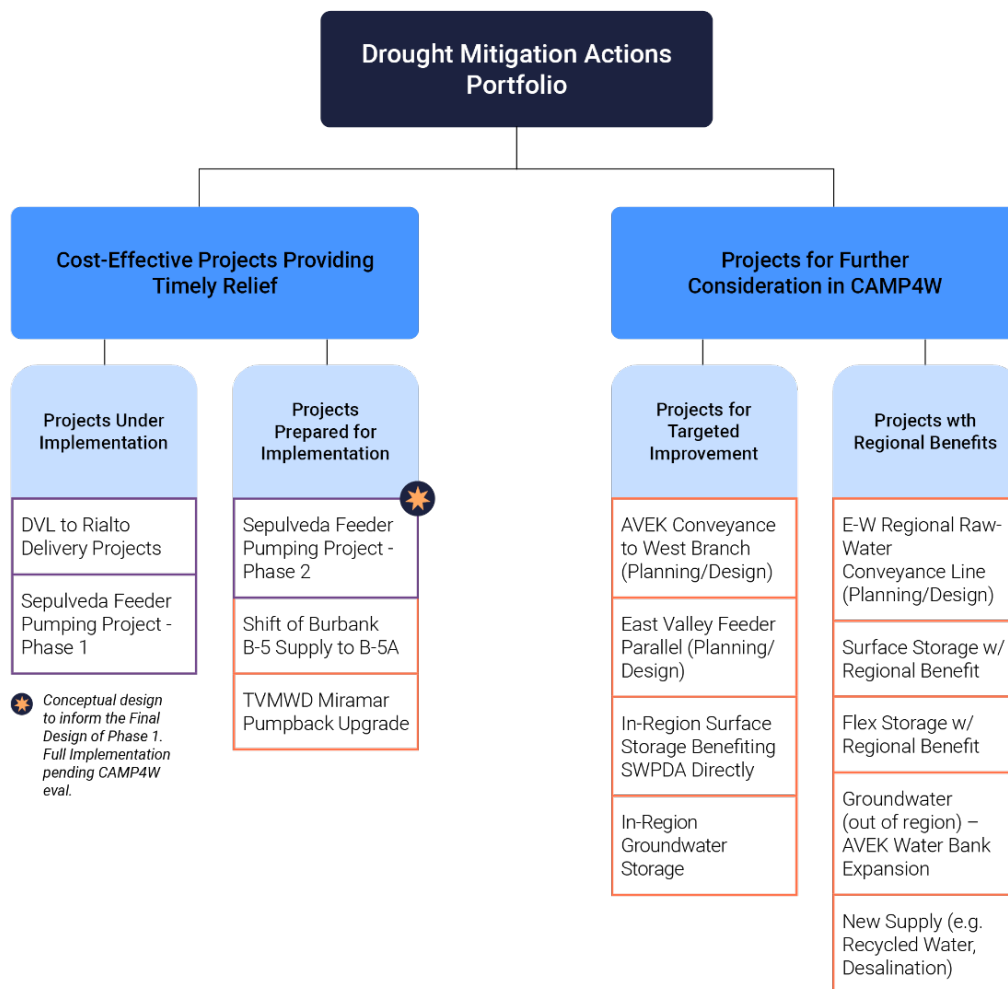 Drought Mitigation Actions
Portfolio
Cost-Effective Projects Providing
Timely Relief
Projects for Further
Consideration in CAMP4W
Projects Under
Implementation
DVL to Rialto
Delivery Projects
Sepulveda Feeder
Pumping Project -
Phase 1
Conceptual design
to inform the Final
Design of Phase 1.
Full Implementation
pending CAMP4W
eval.
Projects
Prepared for
Implementation
Sepulveda Feeder
Pumping Project -
Phase 2
Shift of Burbank
B-5 Supply to B-5A
TVMWD Miramar
Pumpback Upgrade
Projects for
Targeted
Improvement
AVEK Conveyance
to West Branch
(Planning/Design)
East Valley Feeder
Parallel (Planning/
Design)
In-Region Surface
Storage Benefiting
SWPDA Directly
In-Region
Groundwater
Storage
Projects wth
Regional Benefits
E-W Regional Raw-
Water
Conveyance Line
(Planning/Design)
Surface Storage w/
Regional Benefit
Flex Storage w/
Regional Benefit
Groundwater
(out of region) –
AVEK Water Bank
Expansion
New Supply (e.g.
Recycled Water,
Desalination)